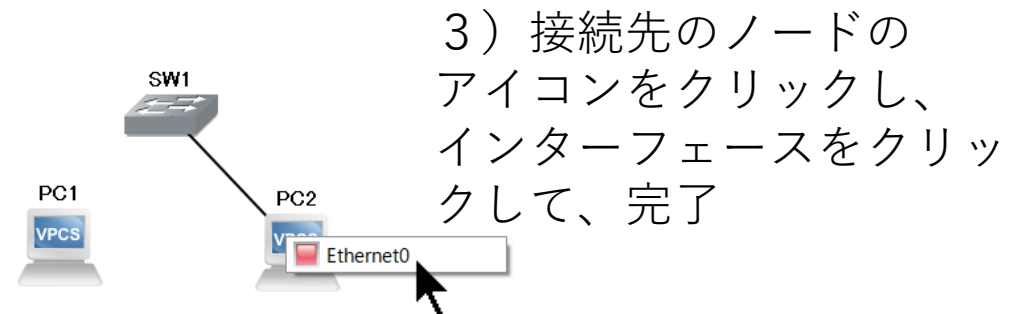 ３）接続先のノードの
アイコンをクリックし、
インターフェースをクリッ
クして、完了
SW1
PC1
VPCS
PC2
Ethernet0